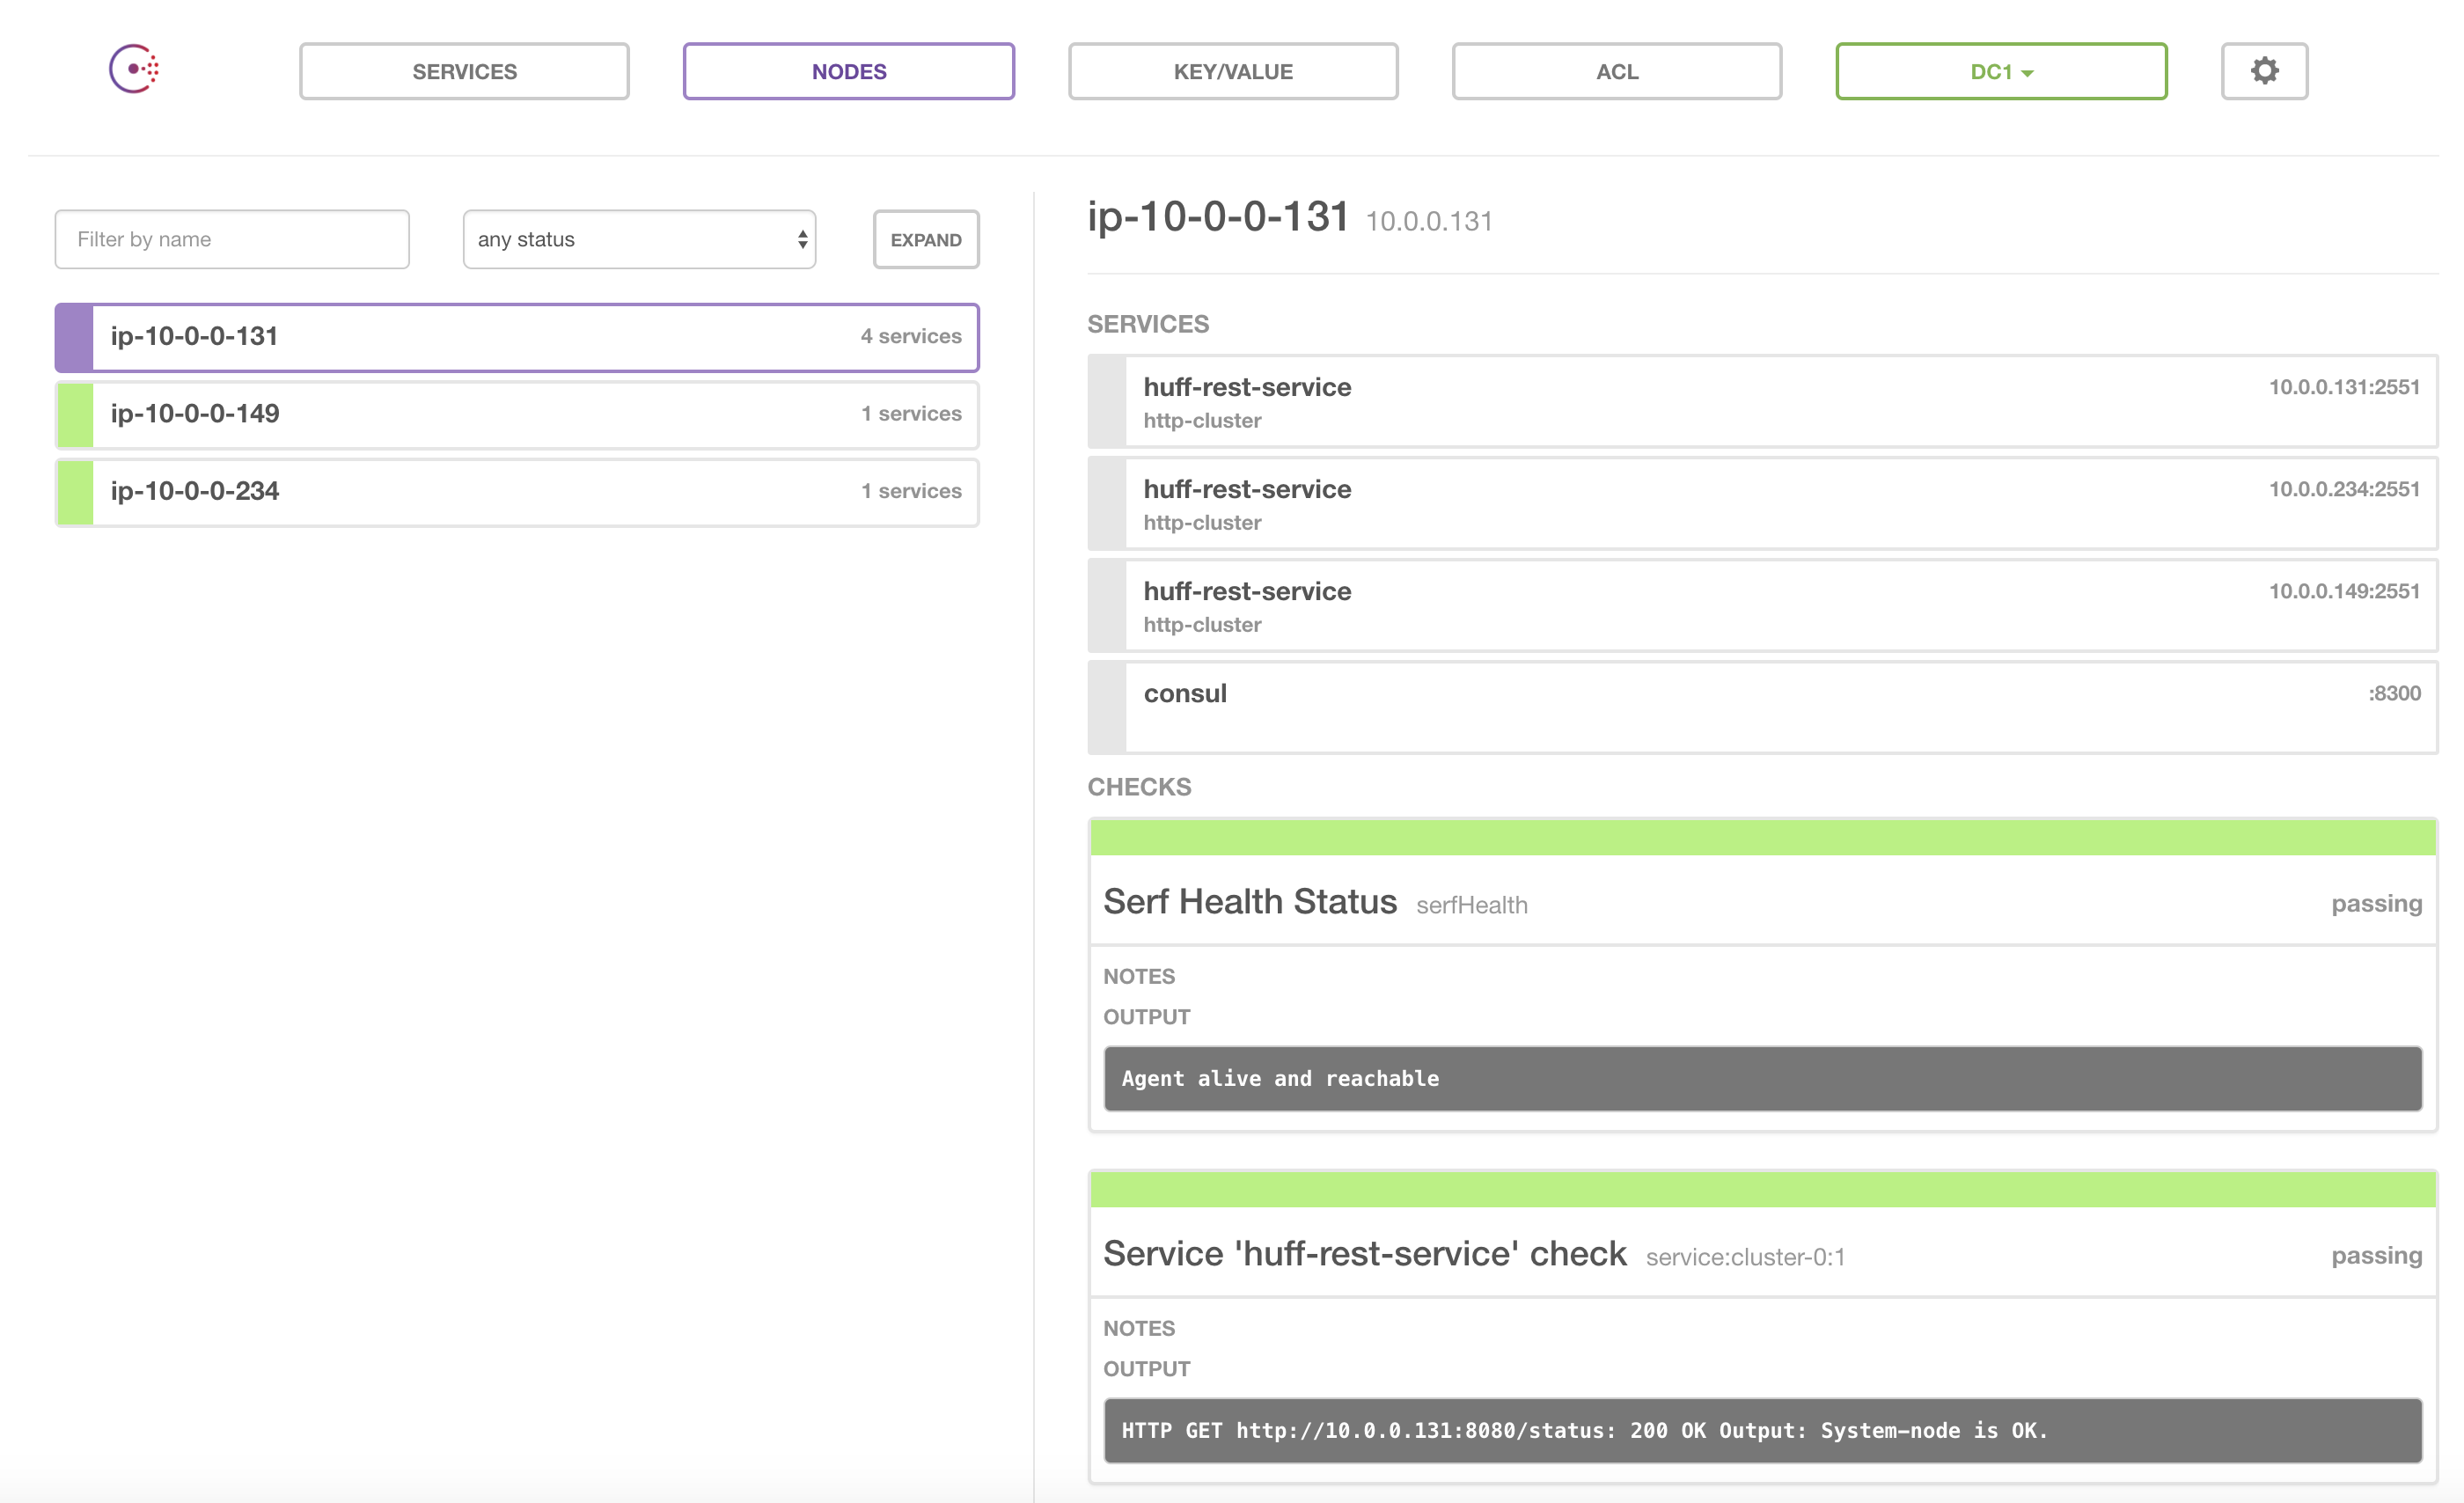 SERVICES
NODES
KEY/VALUE
ACL
DC1
Filter by name
any status
EXPAND
ip-10-0-0-131 4 services
ip-10-0-0-149 1 services
ip-10-0-0-234 1 services
ip-10-0-0-131 10.0.0.131
SERVICES
huff-rest-service 10.0.0.131:2551
http-cluster
huff-rest-service 10.0.0.234:2551
http-cluster
huff-rest-service 10.0.0.149:2551
http-cluster
consul :8300
CHECKS
Serf Health Status serfHealth passing
NOTES
OUTPUT
Agent alive and reachable
Service 'huff-rest-service' check service:cluster-0:1 passing
NOTES
OUTPUT
HTTP GET http://10.0.0.131:8080/status: 200 OK Output: System-node is OK.